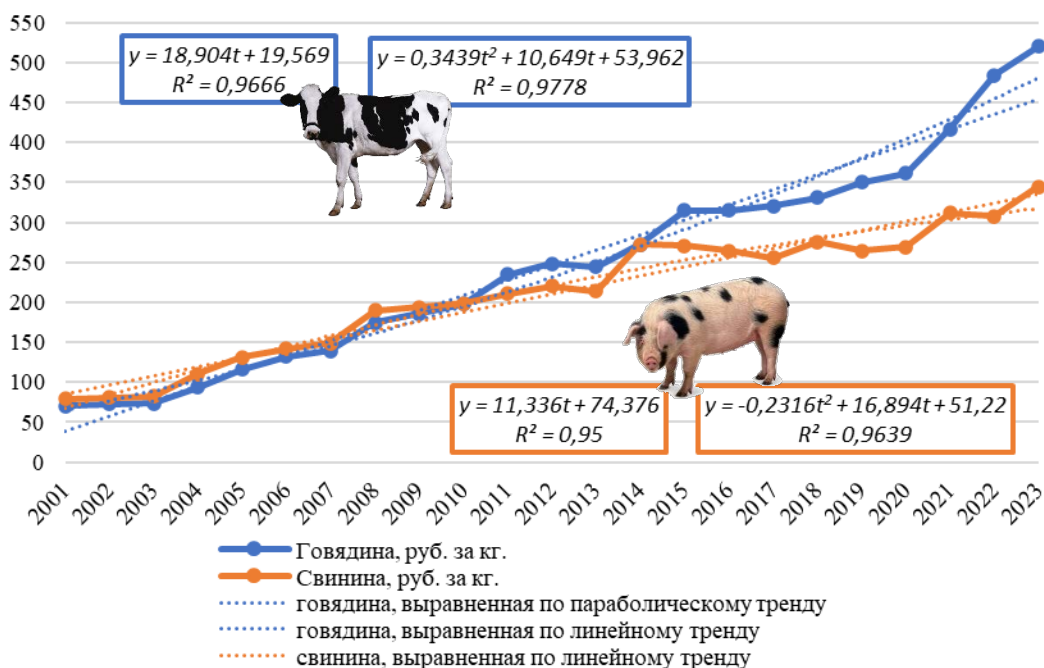 550
500
450
400
350
300
250
200
150
100
50
0
y = 18,904t + 19,569
R² = 0,9666
y = 0,3439t² + 10,649t + 53,962
R² = 0,9778
y = 11,336t + 74,376
R² = 0,95
y = -0,2316t² + 16,894t + 51,22
R² = 0,9639
2001 2002 2003 2004 2005 2006 2007 2008 2009 2010 2011 2012 2013 2014 2015 2016 2017 2018 2019 2020 2021 2022 2023
Говядина, руб. за кг.
Свинина, руб. за кг.
говядина, выравненная по параболическому тренду
говядина, выравненная по линейному тренду
свинина, выравненная по линейному тренду